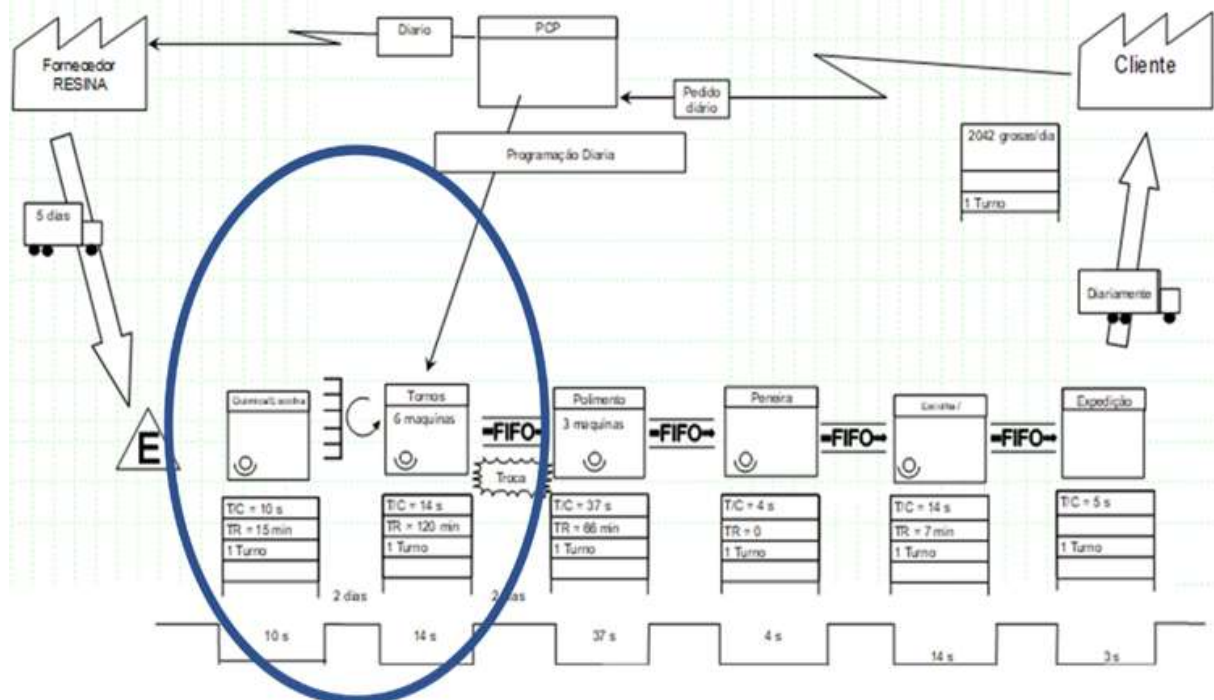 Fornecedor
RESINA
Diario
PCP
Cliente
Pedido
diário
2042 grosas/dia
1 Turno
Programação Diaria
5 dias
Diariamente
E
Tornos
6 maquinas
=FIFO
Troca
Polimento
3 maquinas
=FIFO
Peneira
=FIFO
=FIFO
Expedição
T/C = 10 s
TR = 15 min
1 Turno
T/C = 14 s
TR = 120 min
1 Turno
T/C = 37 s
TR = 66 min
1 Turno
T/C = 4 s
TR = 0
1 Turno
T/C = 14 s
TR = 7 min
1 Turno
T/C = 5 s
1 Turno
2 dias
10 s
14 s
37 s
4 s
14 s
3 s